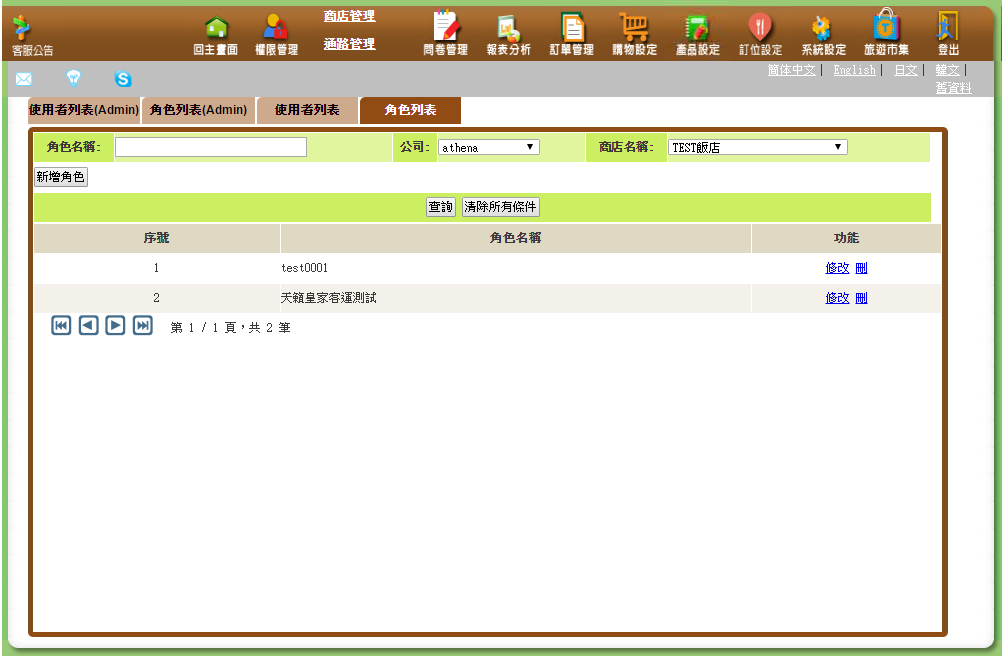 商店管理
通路管理
客服公告 回主畫面 權限管理 問卷管理 報表分析 訂單管理 購物設定 產品設定 訂位設定 系統設定 旅遊市集 登出
简体中文| English| 日文| 韓文|
舊資料
使用者列表(Admin) 角色列表(Admin) 使用者列表 角色列表
角色名稱: 公司: athena 商店名稱: TEST飯店
新增角色
查詢 清除所有條件
序號 角色名稱 功能
1 test0001 修改 刪
2 天籟皇家客運測試 修改 刪
第 1 / 1 頁，共 2 筆